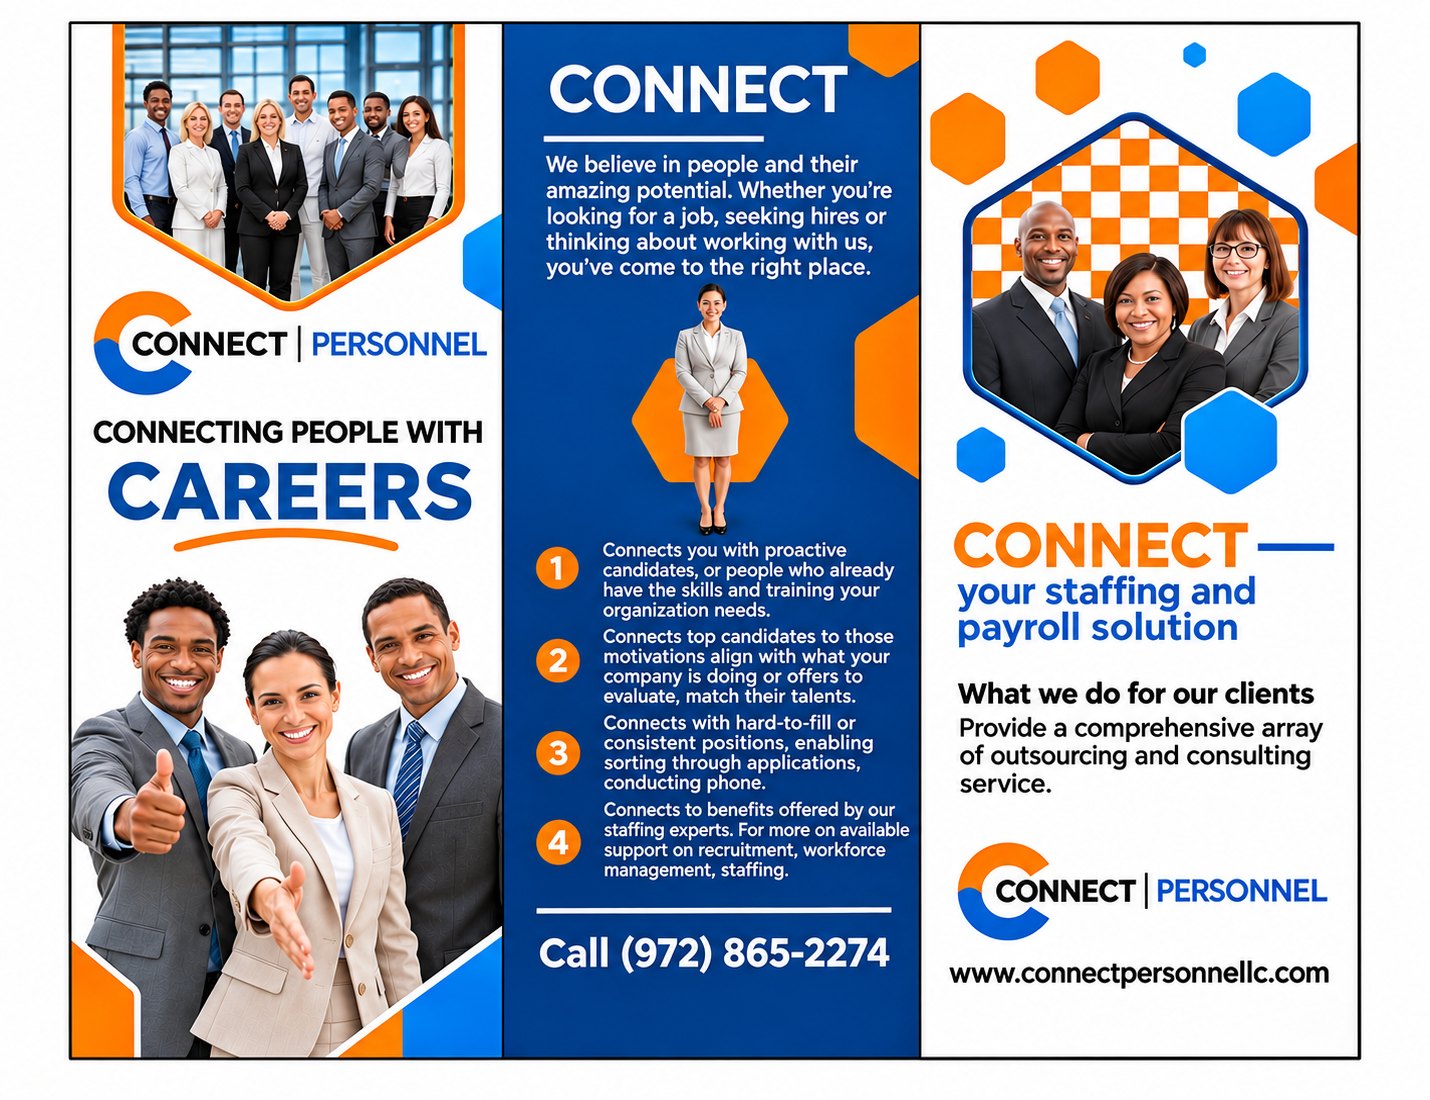 CONNECT | PERSONNEL
CONNECTING PEOPLE WITH
CAREERS
CONNECT
We believe in people and their
amazing potential. Whether you're
looking for a job, seeking hires or
thinking about working with us,
you've come to the right place.
1
Connects you with proactive
candidates, or people who already
have the skills and training your
organization needs.
2
Connects top candidates to those
motivations align with what your
company is doing or offers to
evaluate, match their talents.
3
Connects with hard-to-fill or
consistent positions, enabling
sorting through applications,
conducting phone.
4
Connects to benefits offered by our
staffing experts. For more on available
support on recruitment, workforce
management, staffing.
Call (972) 865-2274
CONNECT
your staffing and
payroll solution
What we do for our clients
Provide a comprehensive array
of outsourcing and consulting
service.
CONNECT | PERSONNEL
www.connectpersonnellc.com